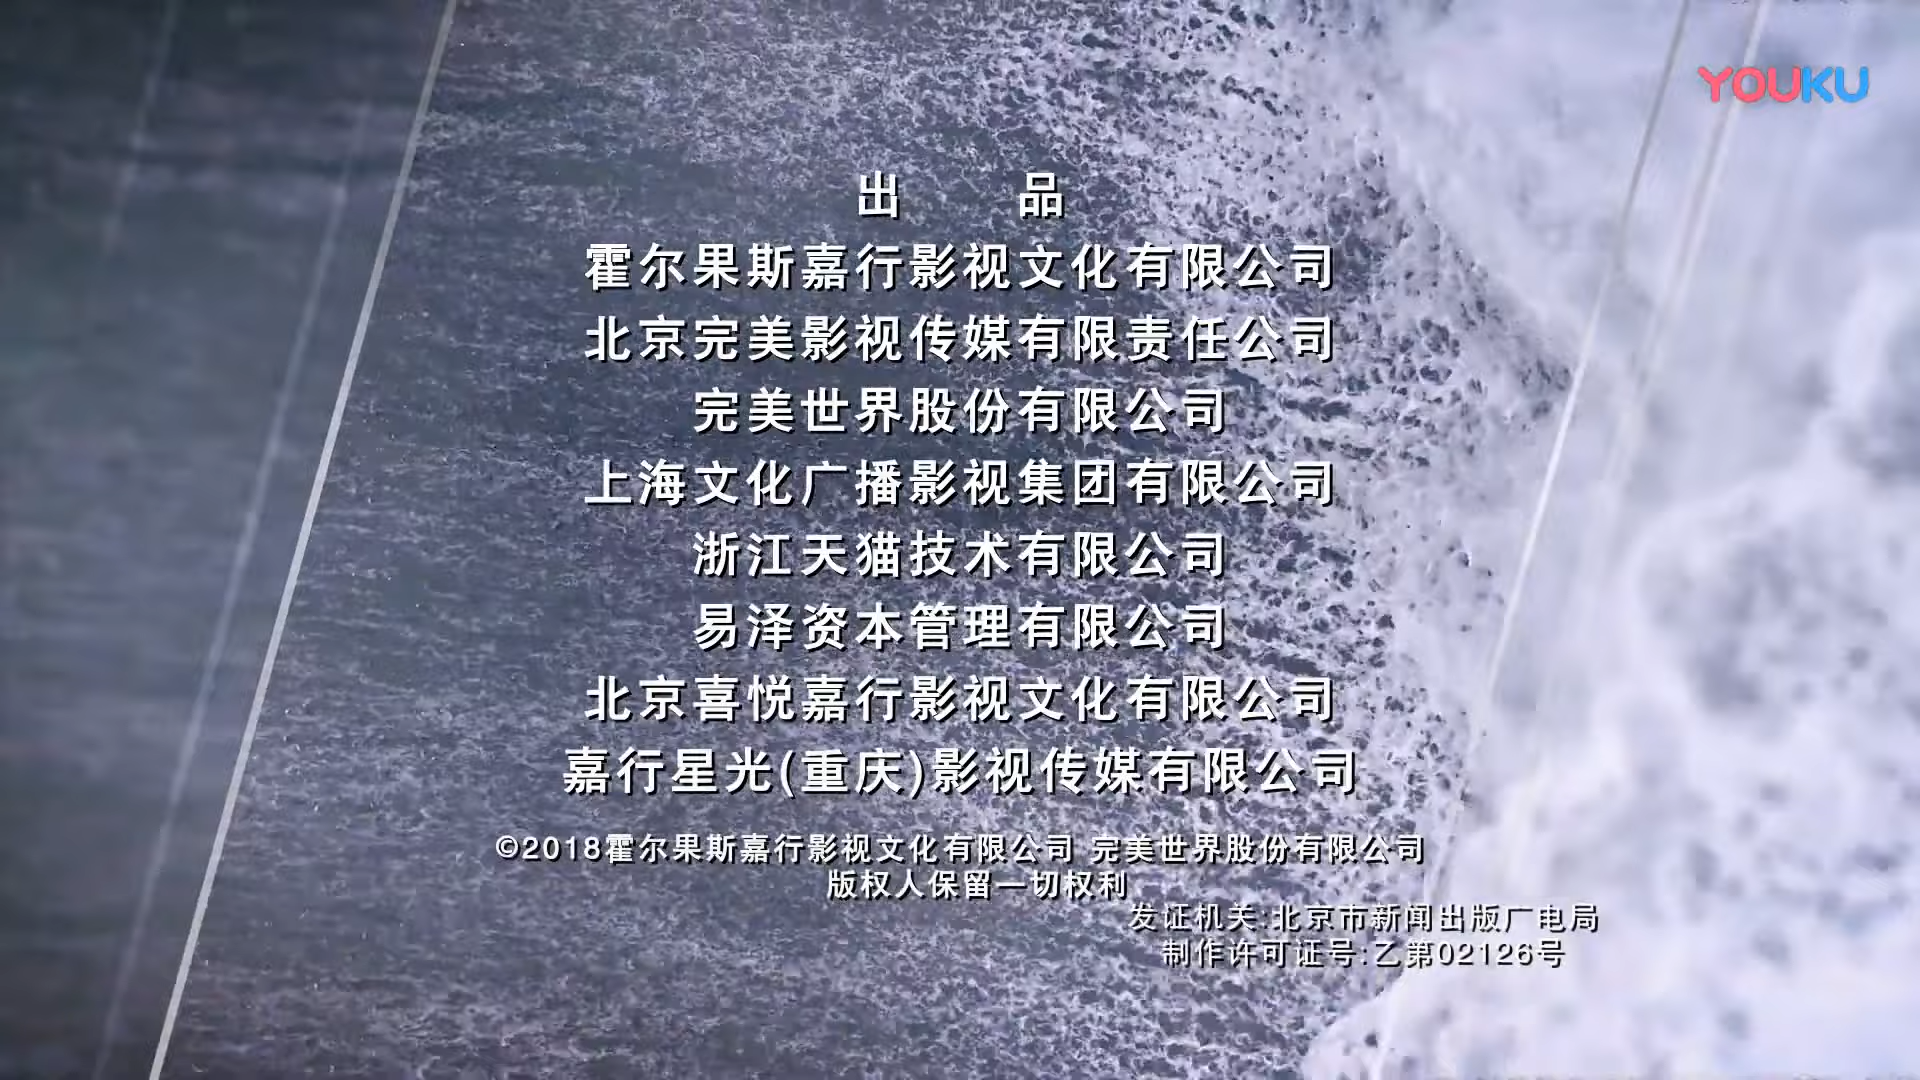 YOUKU
出 品
霍尔果斯嘉行影视文化有限公司
北京完美影视传媒有限责任公司
完美世界股份有限公司
上海文化广播影视集团有限公司
浙江天猫技术有限公司
易泽资本管理有限公司
北京喜悦嘉行影视文化有限公司
嘉行星光(重庆)影视传媒有限公司
©2018霍尔果斯嘉行影视文化有限公司 完美世界股份有限公司
版权人保留一切权利
发证机关:北京市新闻出版广电局
制作许可证号:乙第02126号